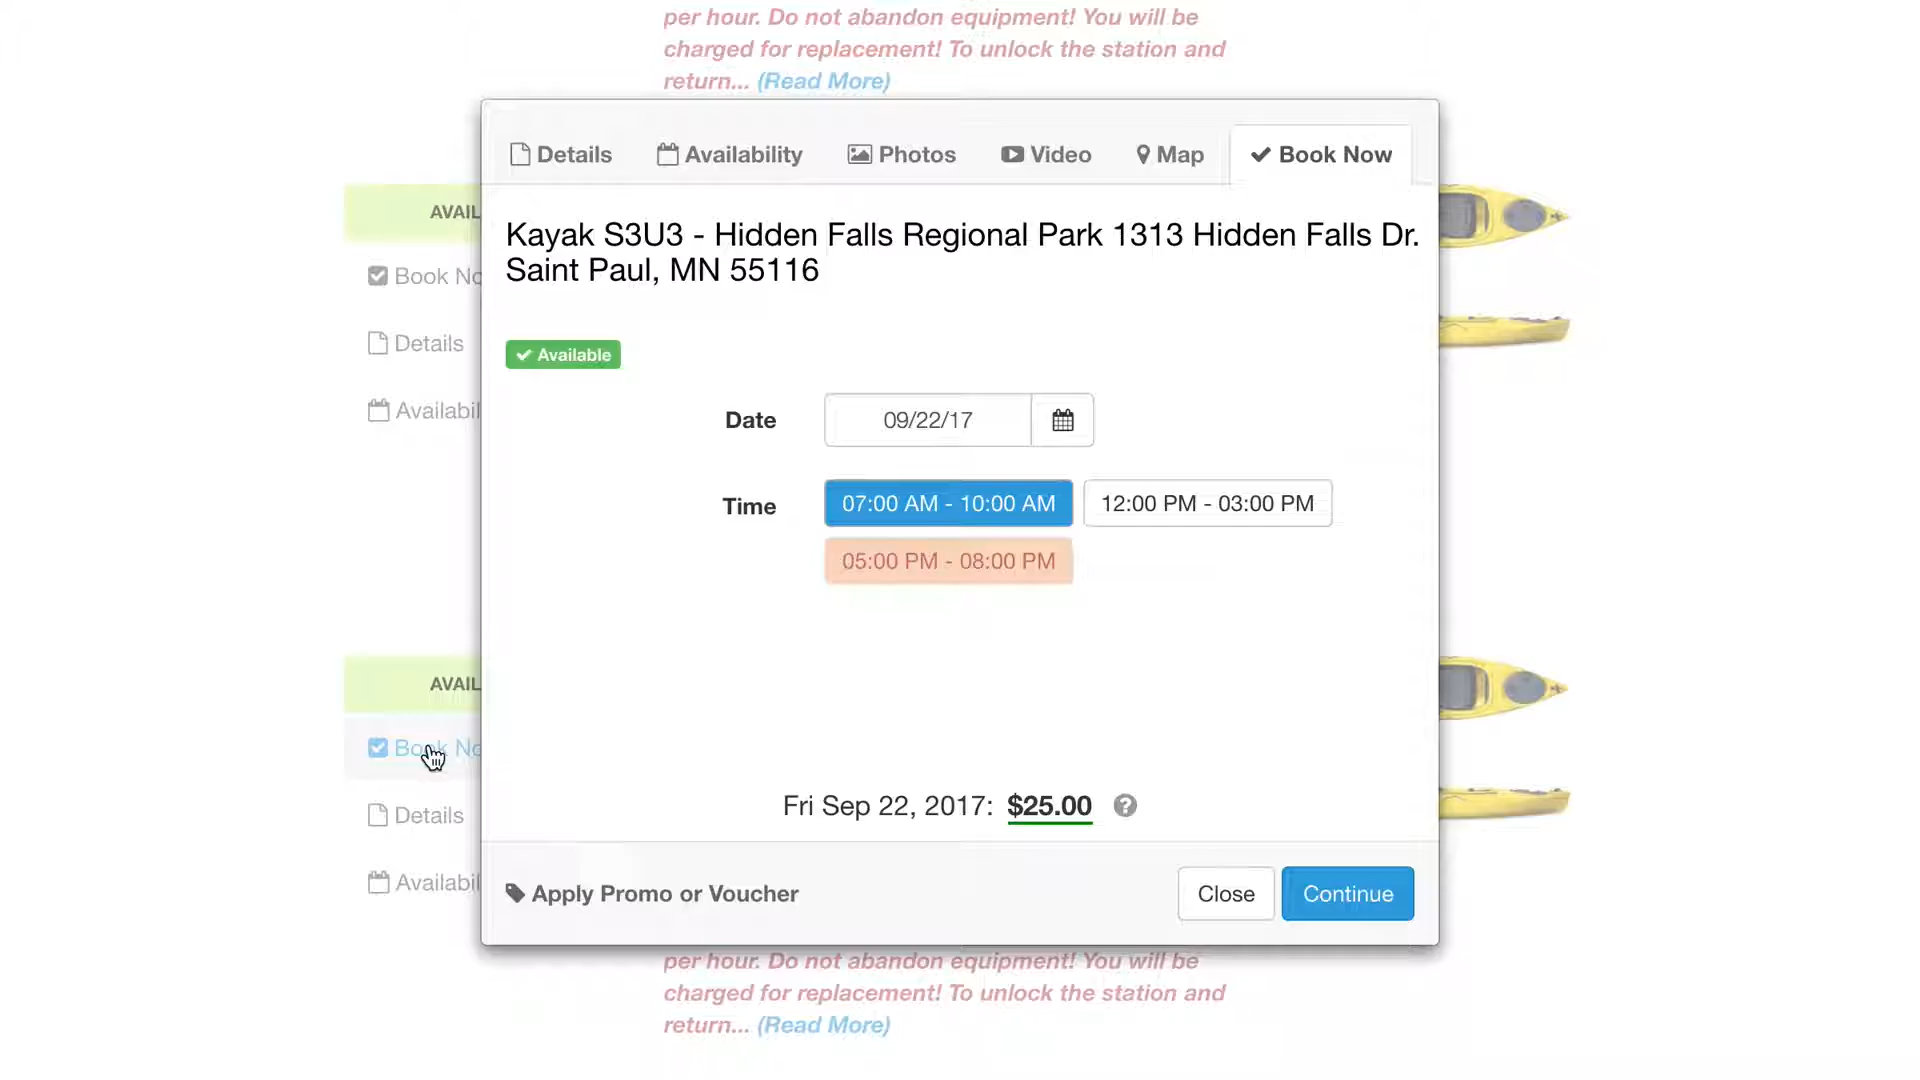 per hour. Do not abandon equipment! You will be
charged for replacement! To unlock the station and
return... (Read More)
Details
Availability
Photos
Video
Map
Book Now
Kayak S3U3 - Hidden Falls Regional Park 1313 Hidden Falls Dr.
Saint Paul, MN 55116
AVAIL
Book No
Details
Availabil
Available
Date
09/22/17
Time
07:00 AM - 10:00 AM
12:00 PM - 03:00 PM
05:00 PM - 08:00 PM
AVAIL
Book No
Details
Availabil
Fri Sep 22, 2017: $25.00 ?
Apply Promo or Voucher
Close
Continue
per hour. Do not abandon equipment! You will be
charged for replacement! To unlock the station and
return... (Read More)